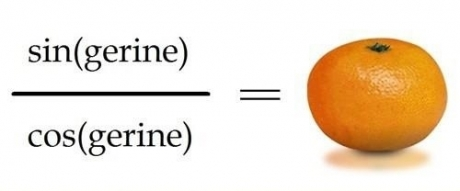 sin(gerine)
=
cos(gerine)